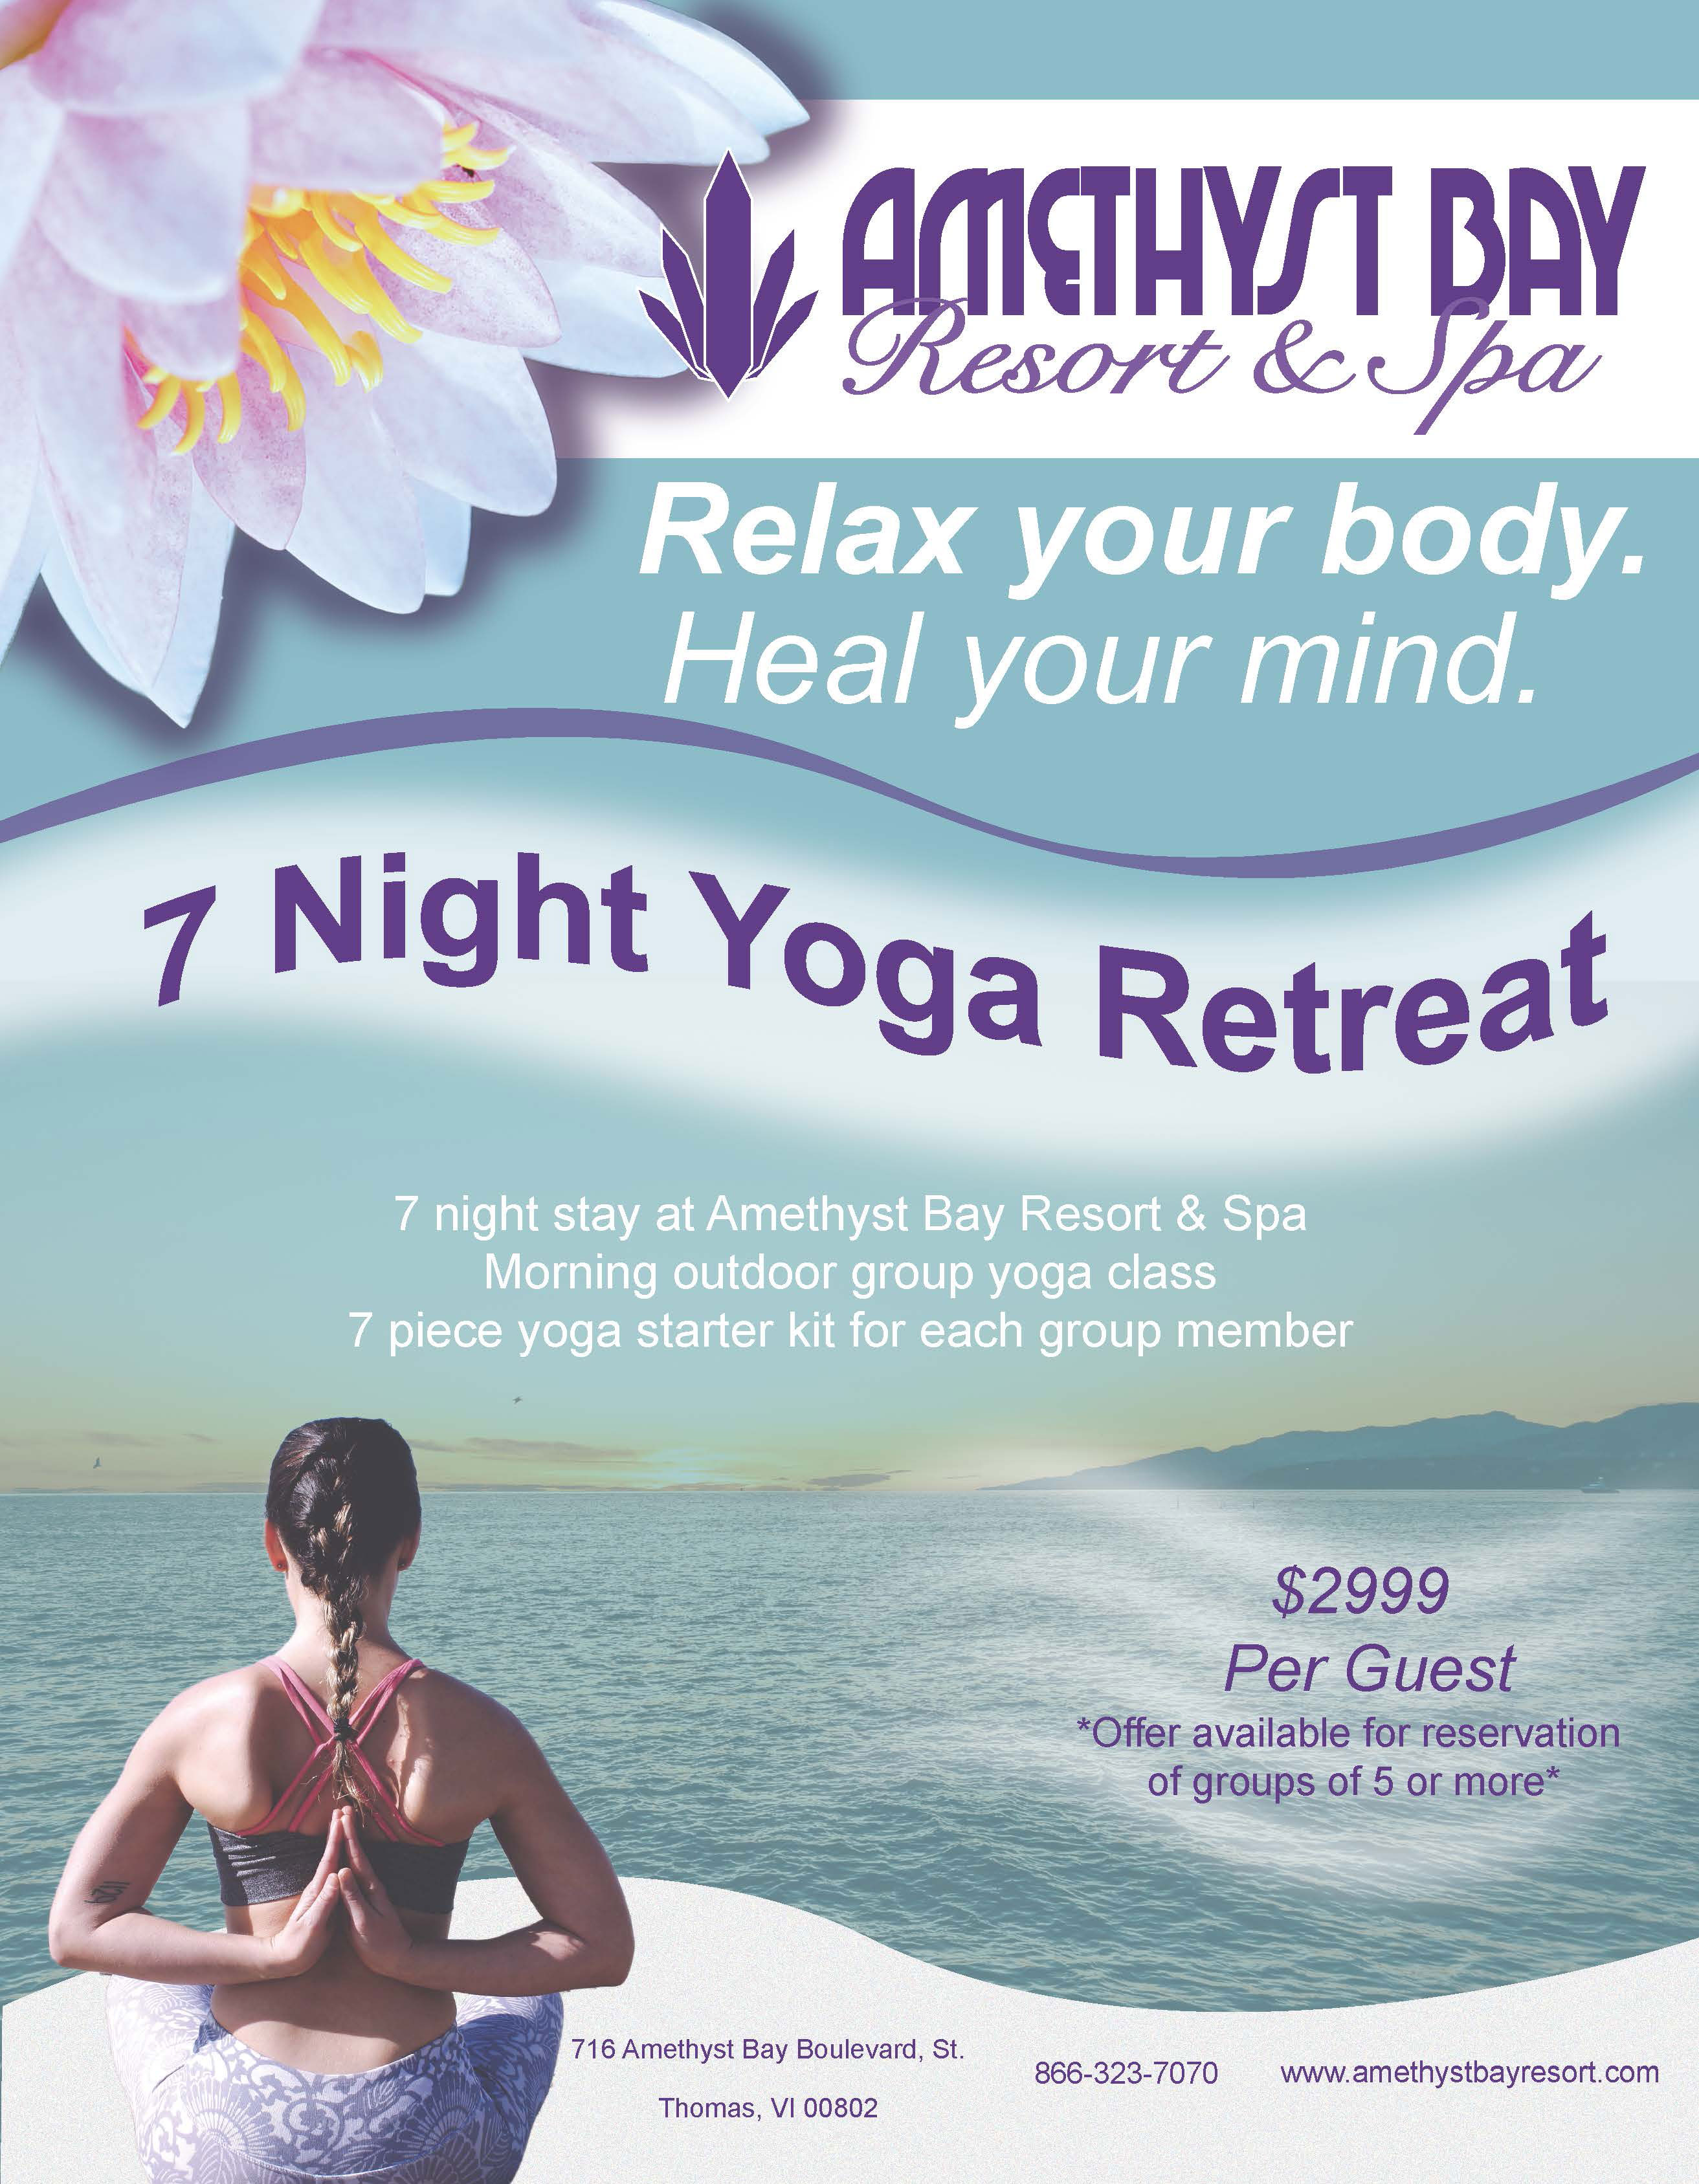 AMETHYST BAY
Resort & Spa
Relax your body.
Heal your mind.
7 Night Yoga Retreat
7 night stay at Amethyst Bay Resort & Spa
Morning outdoor group yoga class
7 piece yoga starter kit for each group member
$2999
Per Guest
*Offer available for reservation
of groups of 5 or more*
716 Amethyst Bay Boulevard, St.
Thomas, VI 00802
866-323-7070
www.amethystbayresort.com